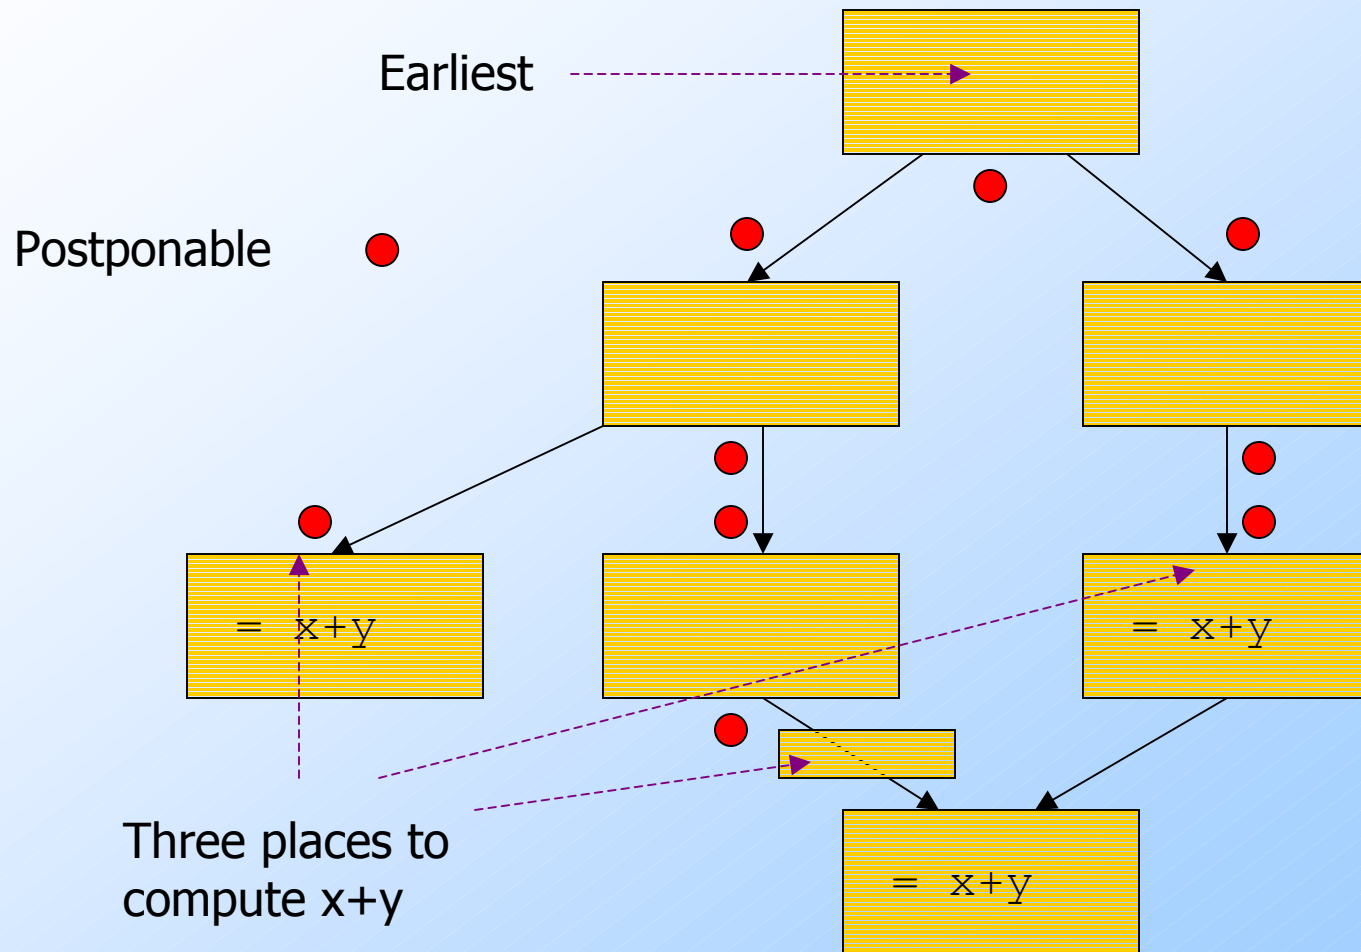 Earliest
Postponable
= x+y
= x+y
Three places to
compute x+y
= x+y